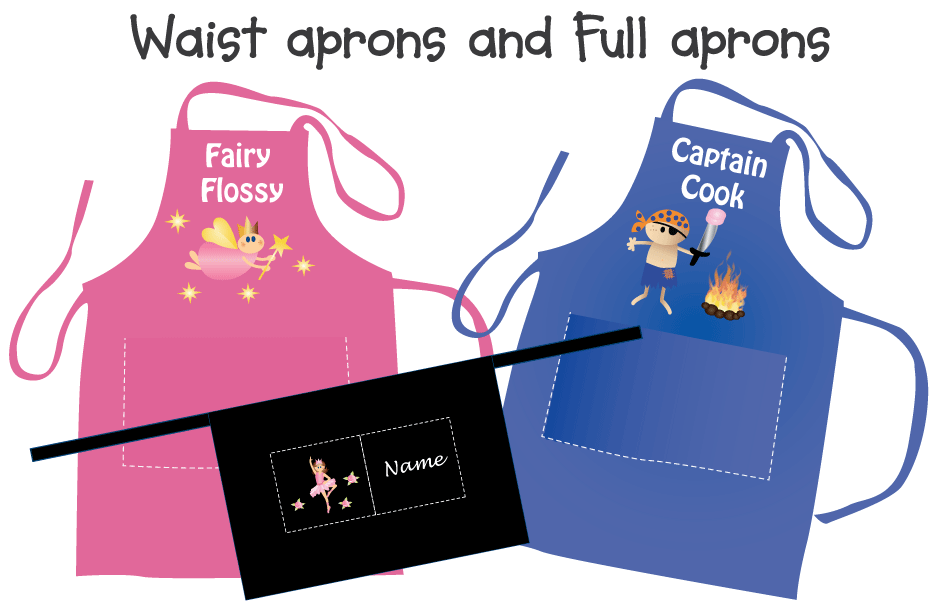 Waist aprons and Full aprons
Fairy
Flossy
Captain
Cook
Name